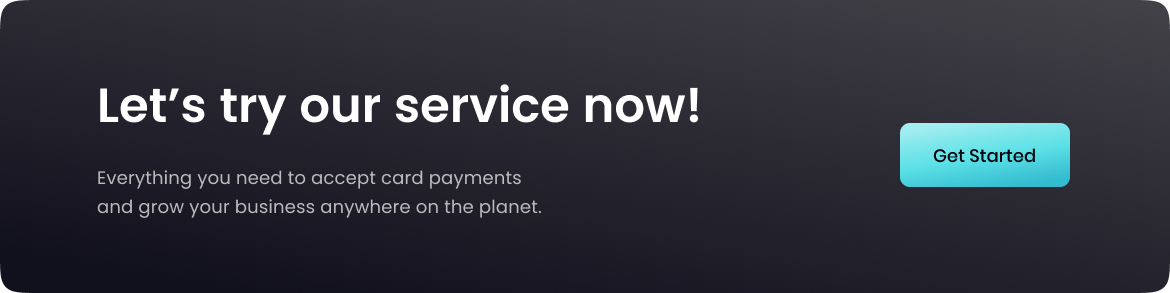 Let’s try our service now!
Everything you need to accept card payments
and grow your business anywhere on the planet.
Get Started